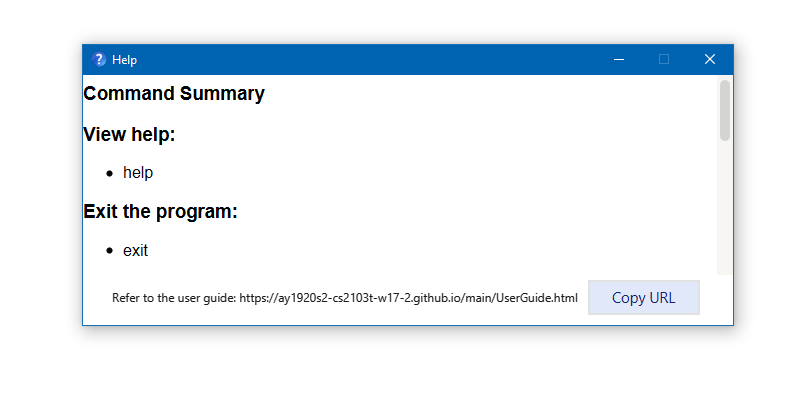 Help
Command Summary
View help:
• help
Exit the program:
• exit
Refer to the user guide: https://ay1920s2-cs2103t-w17-2.github.io/main/UserGuide.html
Copy URL